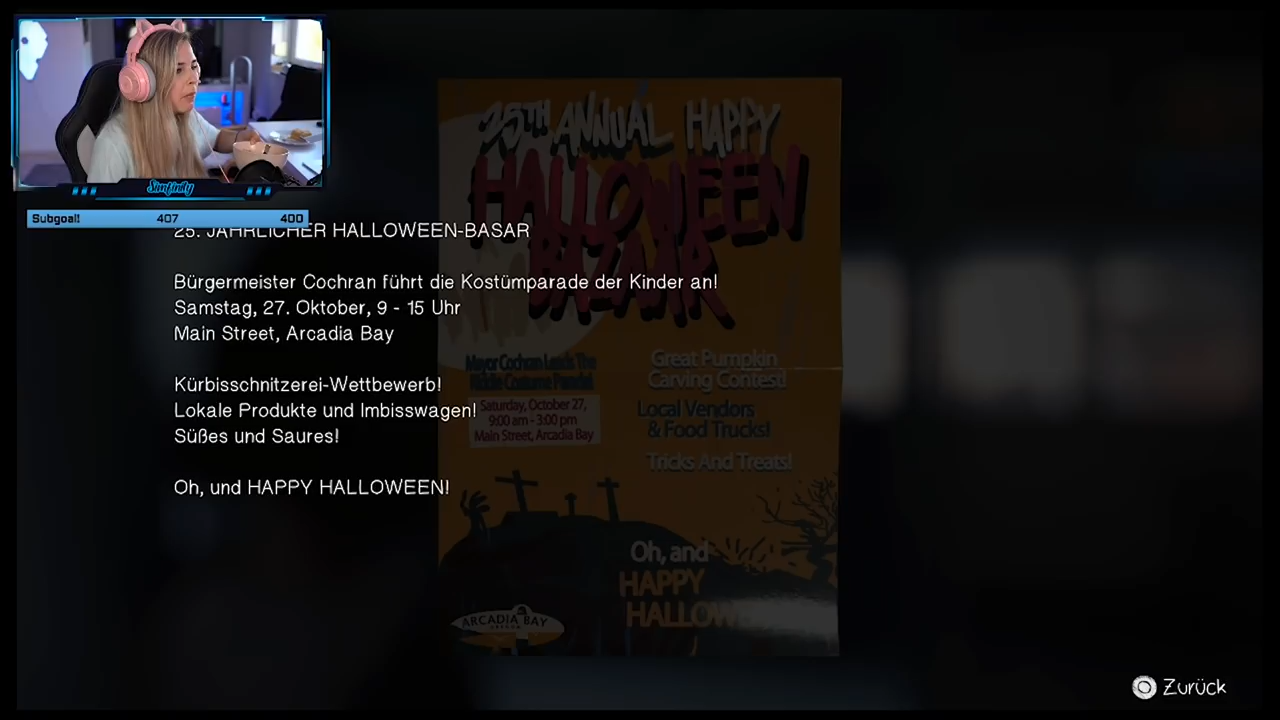 Simfinity
Subgoal! 407 400
25. JÄHRLICHER HALLOWEEN-BASAR
Bürgermeister Cochran führt die Kostümparade der Kinder an!
Samstag, 27. Oktober, 9 - 15 Uhr
Main Street, Arcadia Bay
Kürbisschnitzerei-Wettbewerb!
Lokale Produkte und Imbisswagen!
Süßes und Saures!
Oh, und HAPPY HALLOWEEN!
25TH ANNUAL HAPPY
HALLOWEEN
BAZAAR
Mayor Cochran Leads The
Kiddie Costume Parade!
Saturday, October 27,
9:00 am - 3:00 pm
Main Street, Arcadia Bay
Great Pumpkin
Carving Contest!
Local Vendors
& Food Trucks!
Tricks And Treats!
Oh, and
HAPPY
HALLOW
ARCADIA BAY
Zurück